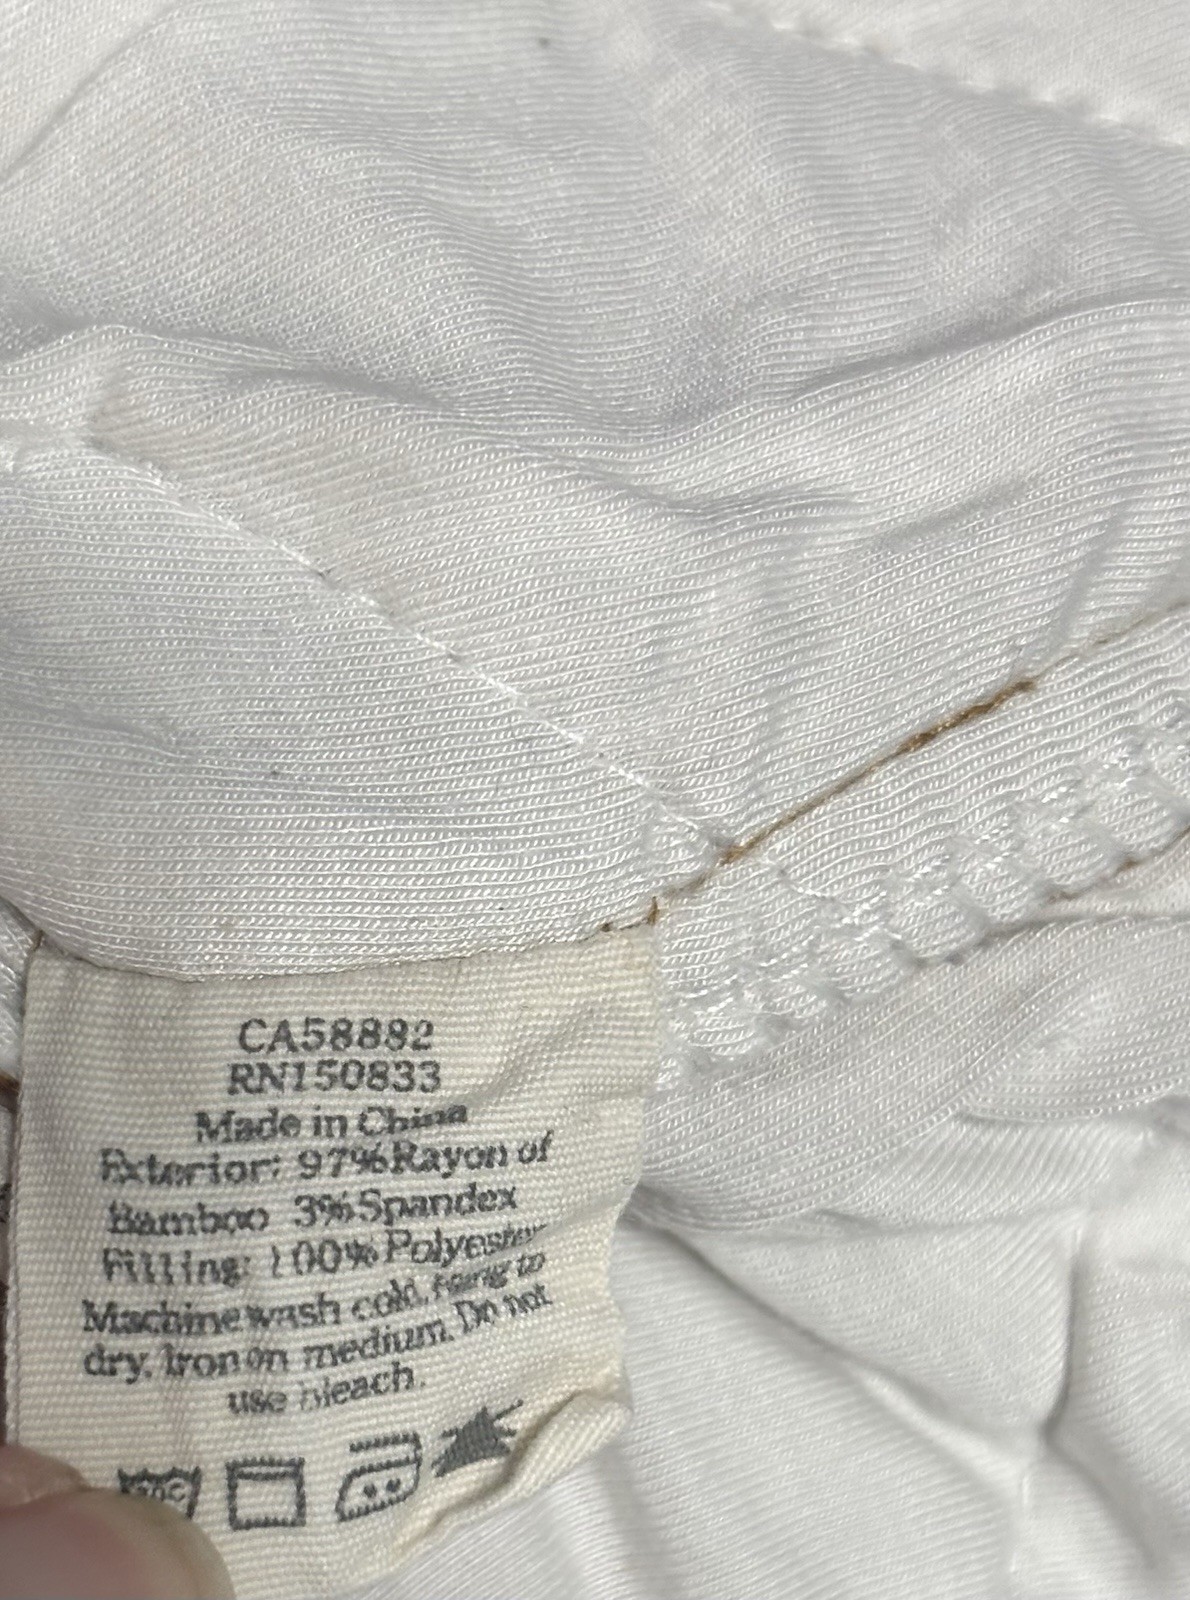 CA58882
RN150833
Made in China
Exterior: 97%Rayon of
Bamboo 3%Spandex
Filling: 100% Polyester
Machine wash cold, hang to
dry. Iron on medium. Do not
use bleach.